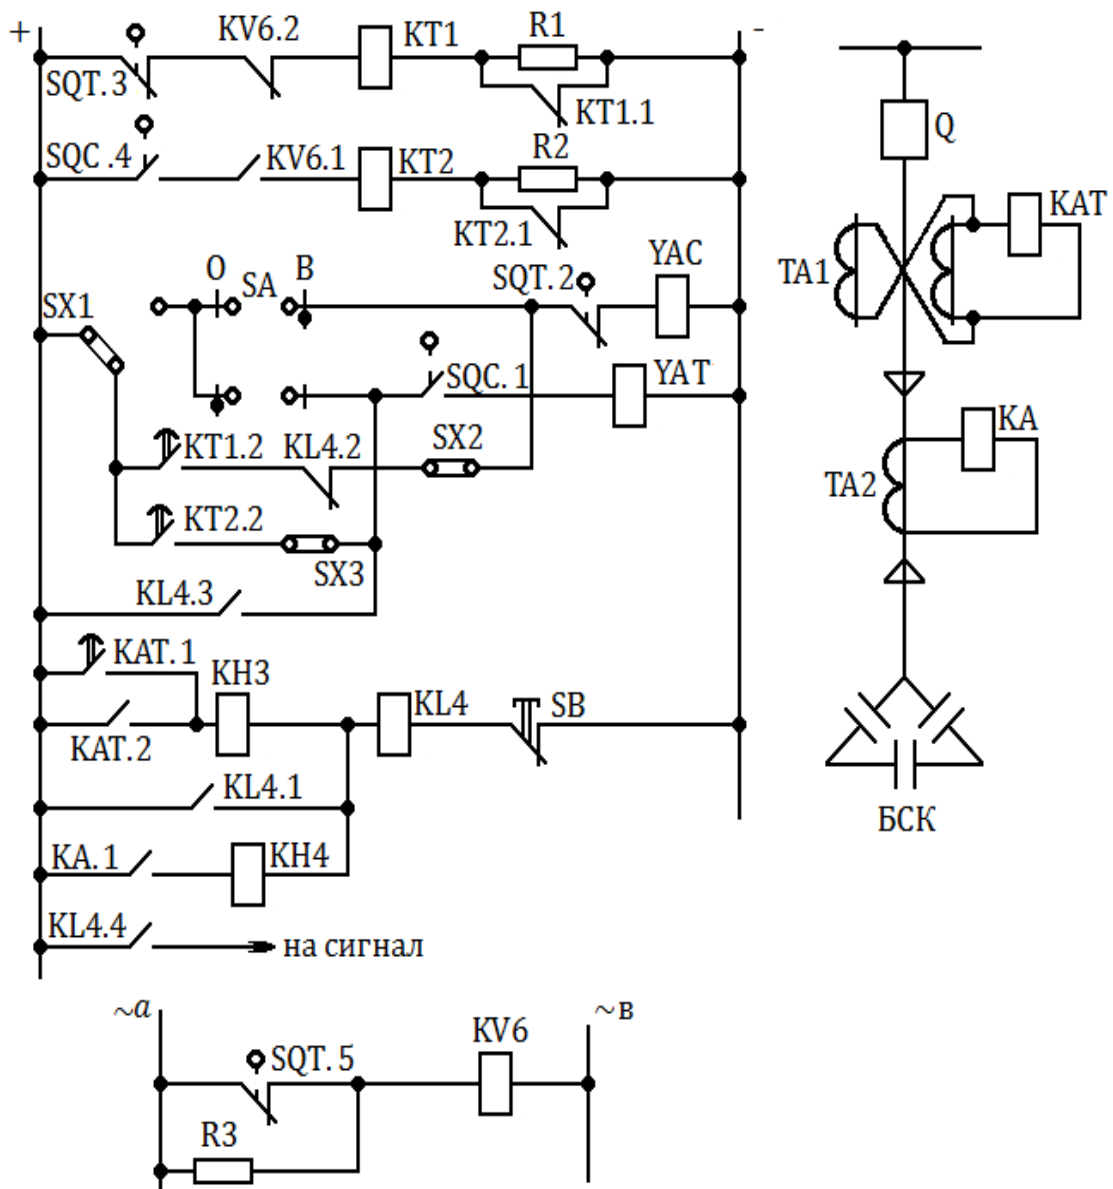 +
-
KV6.2
KT1
R1
SQT.3
KT1.1
SQC .4
KV6.1
KT2
R2
KT2.1
Q
KAT
TA1
O
SA
B
SQT.2
YAC
SX1
SQC. 1
YAT
KT1.2
KL4.2
SX2
KA
TA2
KT2.2
SX3
KL4.3
KAT.1
KH3
KL4
SB
KAT.2
KL4.1
БСК
KA.1
KH4
KL4.4
на сигнал
~a
~в
KV6
SQT.5
R3